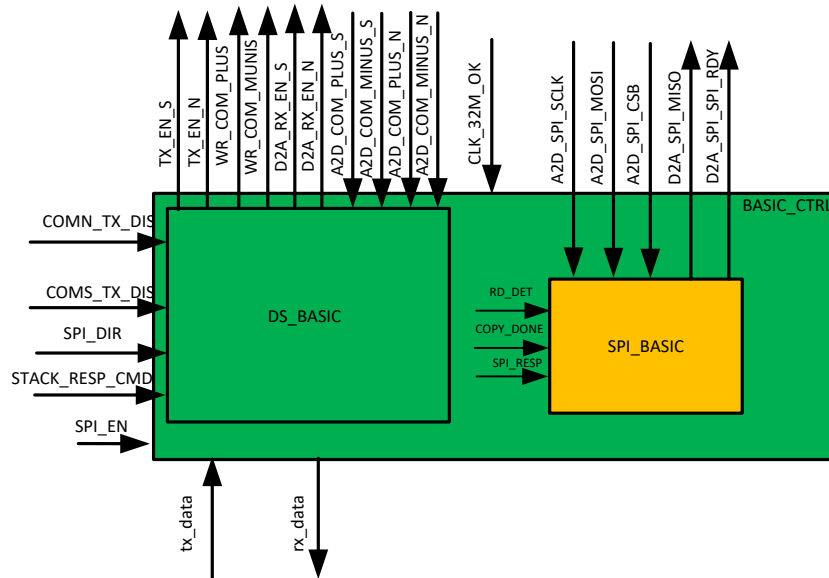 TX_EN_S
TX_EN_N
WR_COM_PLUS
WR_COM_MUNIS
D2A_RX_EN_S
D2A_RX_EN_N
A2D_COM_PLUS_S
A2D_COM_MINUS_S
A2D_COM_PLUS_N
A2D_COM_MINUS_N
CLK_32M_OK
A2D_SPI_SCLK
A2D_SPI_MOSI
A2D_SPI_CSB
D2A_SPI_MISO
D2A_SPI_SPI_RDY
BASIC_CTRL
COMN_TX_DIS
COMS_TX_DIS
SPI_DIR
STACK_RESP_CMD
SPI_EN
DS_BASIC
RD_DET
COPY_DONE
SPI_RESP
SPI_BASIC
tx_data
rx_data